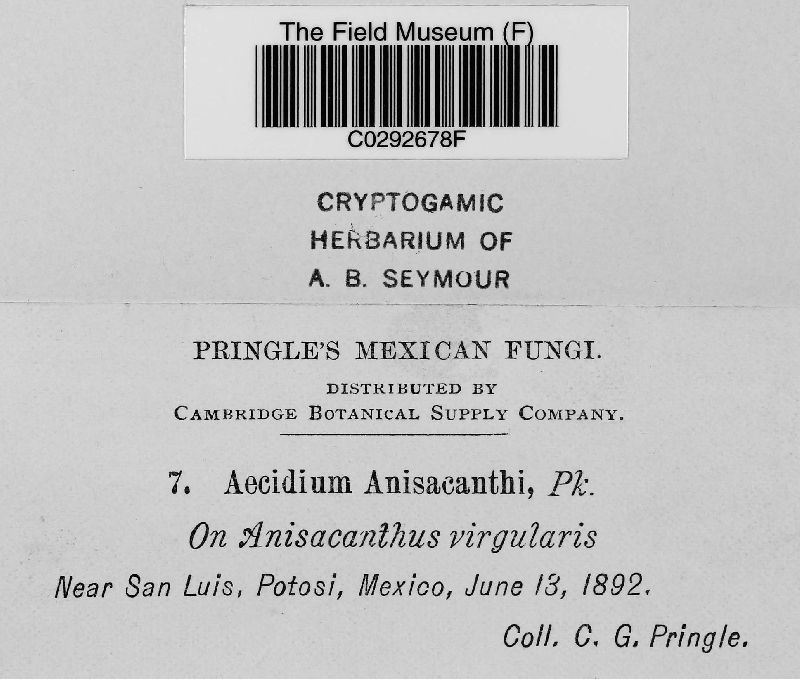 The Field Museum (F)
C0292678F
CRYPTOGAMIC
HERBARIUM OF
A. B. SEYMOUR
PRINGLE'S MEXICAN FUNGI.
DISTRIBUTED BY
CAMBRIDGE BOTANICAL SUPPLY COMPANY.
7. Aecidium Anisacanthi, Pk.
On Anisacanthus virgularis
Near San Luis, Potosi, Mexico, June 13, 1892.
Coll. C. G. Pringle.